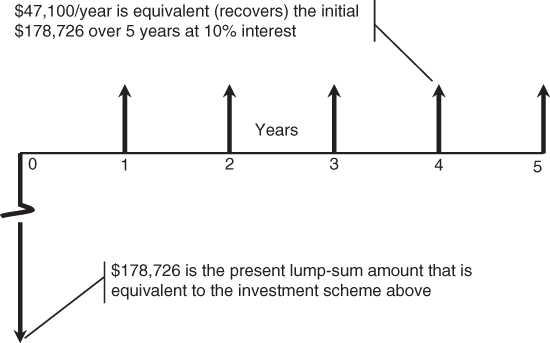 $47,100/year is equivalent (recovers) the initial
$178,726 over 5 years at 10% interest
Years
0
1
2
3
4
5
$178,726 is the present lump-sum amount that is
equivalent to the investment scheme above